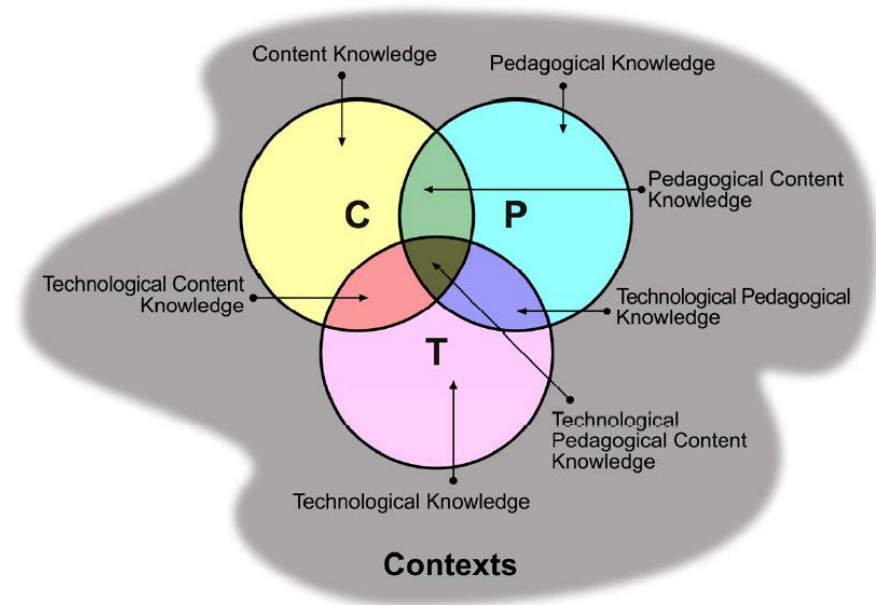 Content Knowledge
Pedagogical Knowledge
Pedagogical Content
Knowledge
C
P
Technological Content
Knowledge
Technological Pedagogical
Knowledge
T
Technological
Pedagogical Content
Knowledge
Technological Knowledge
Contexts